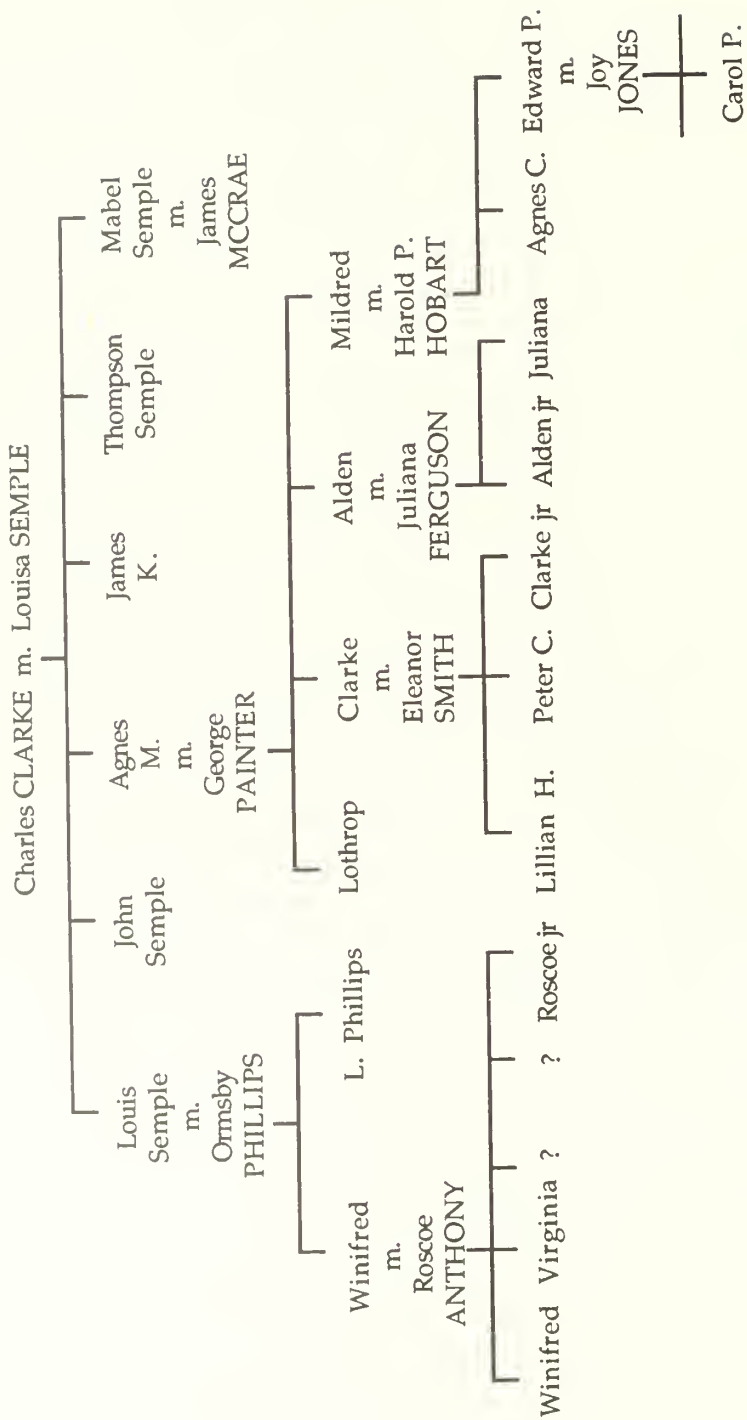 Charles CLARKE m. Louisa SEMPLE
Louis
Semple
m.
Ormsby
PHILLIPS
John
Semple
Agnes
M.
m.
George
PAINTER
James
K.
Thompson
Semple
Mabel
Semple
m.
James
MCCRAE
Winifred
m.
Roscoe
ANTHONY
L. Phillips
Lothrop
Clarke
m.
Eleanor
SMITH
Alden
m.
Juliana
FERGUSON
Mildred
m.
Harold P.
HOBART
Winifred Virginia ? ? Roscoe jr Lillian H. Peter C. Clarke jr Alden jr Juliana Agnes C. Edward P.
m.
Joy
JONES
Carol P.